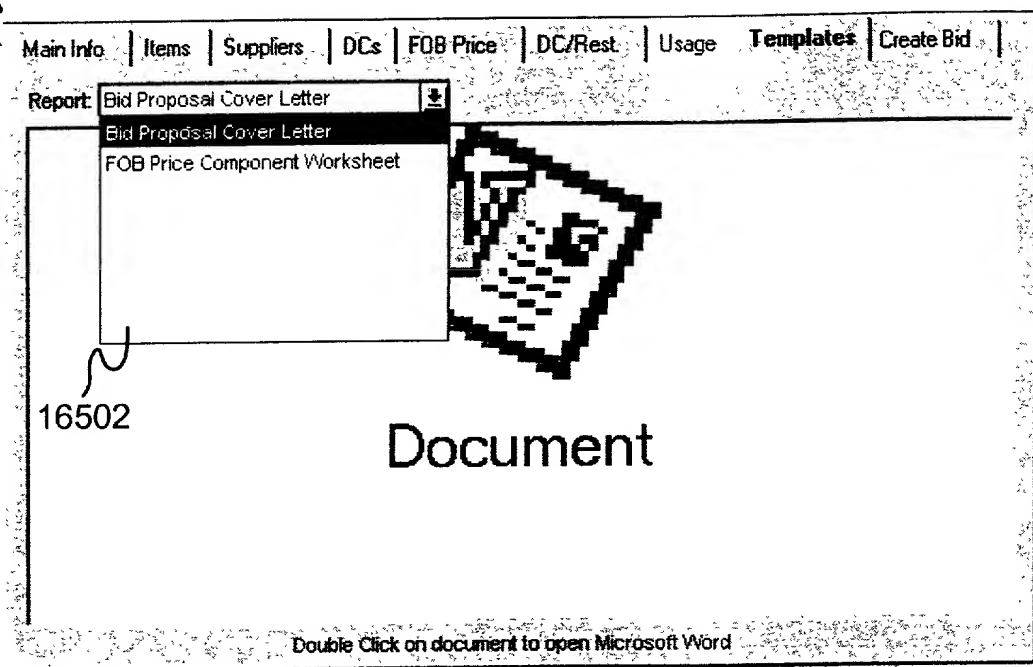 Main Info Items Suppliers DCs FOB Price DC/Rest. Usage Templates Create Bid
Report: Bid Proposal Cover Letter
Bid Proposal Cover Letter
FOB Price Component Worksheet
16502
Document
Double Click on document to open Microsoft Word